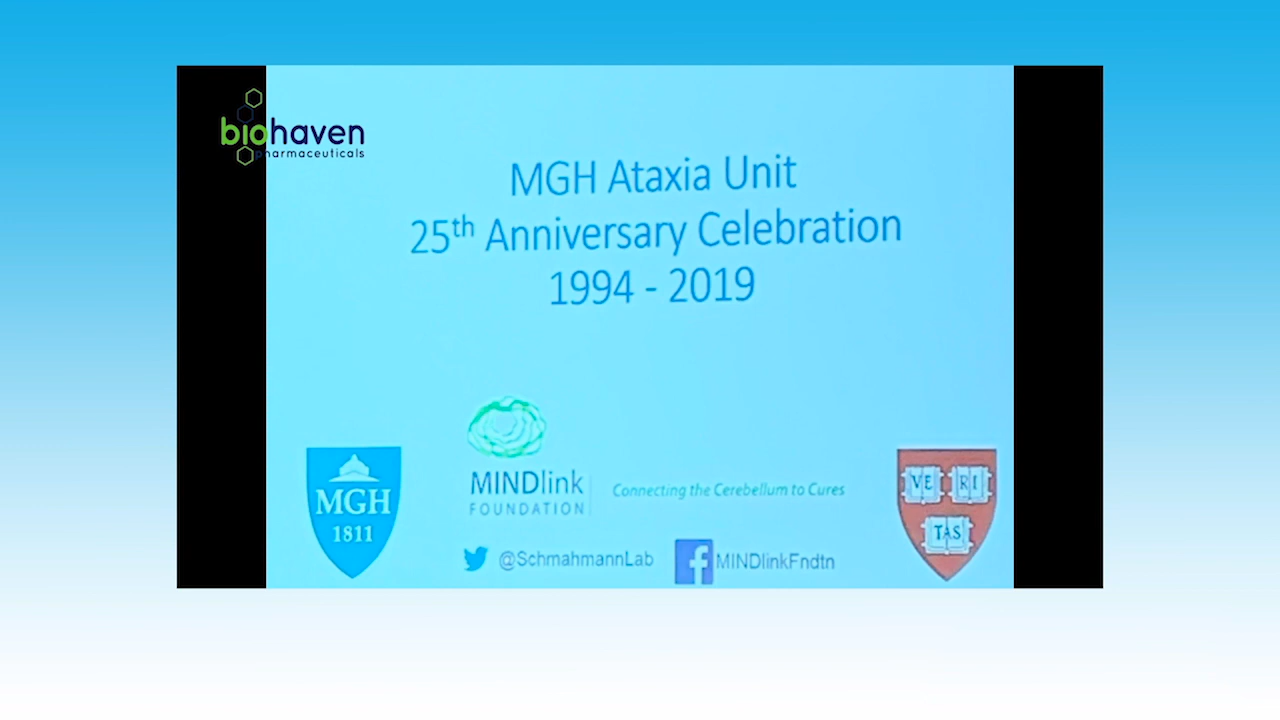 biohaven
pharmaceuticals
MGH Ataxia Unit
25th Anniversary Celebration
1994 - 2019
MGH
1811
MINDlink
FOUNDATION
Connecting the Cerebellum to Cures
VE RI
TAS
@SchmahmannLab
MINDlinkFndtn